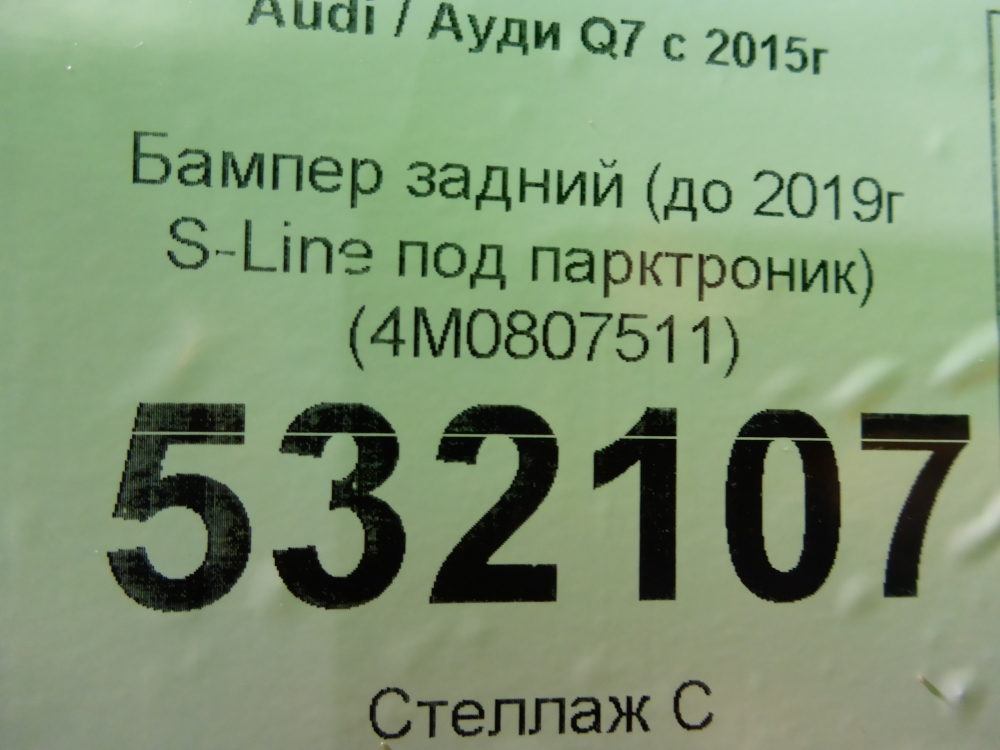 Audi / Ауди Q7 с 2015г
Бампер задний (до 2019г
S-Line под парктроник)
(4M0807511)
532107
Стеллаж С